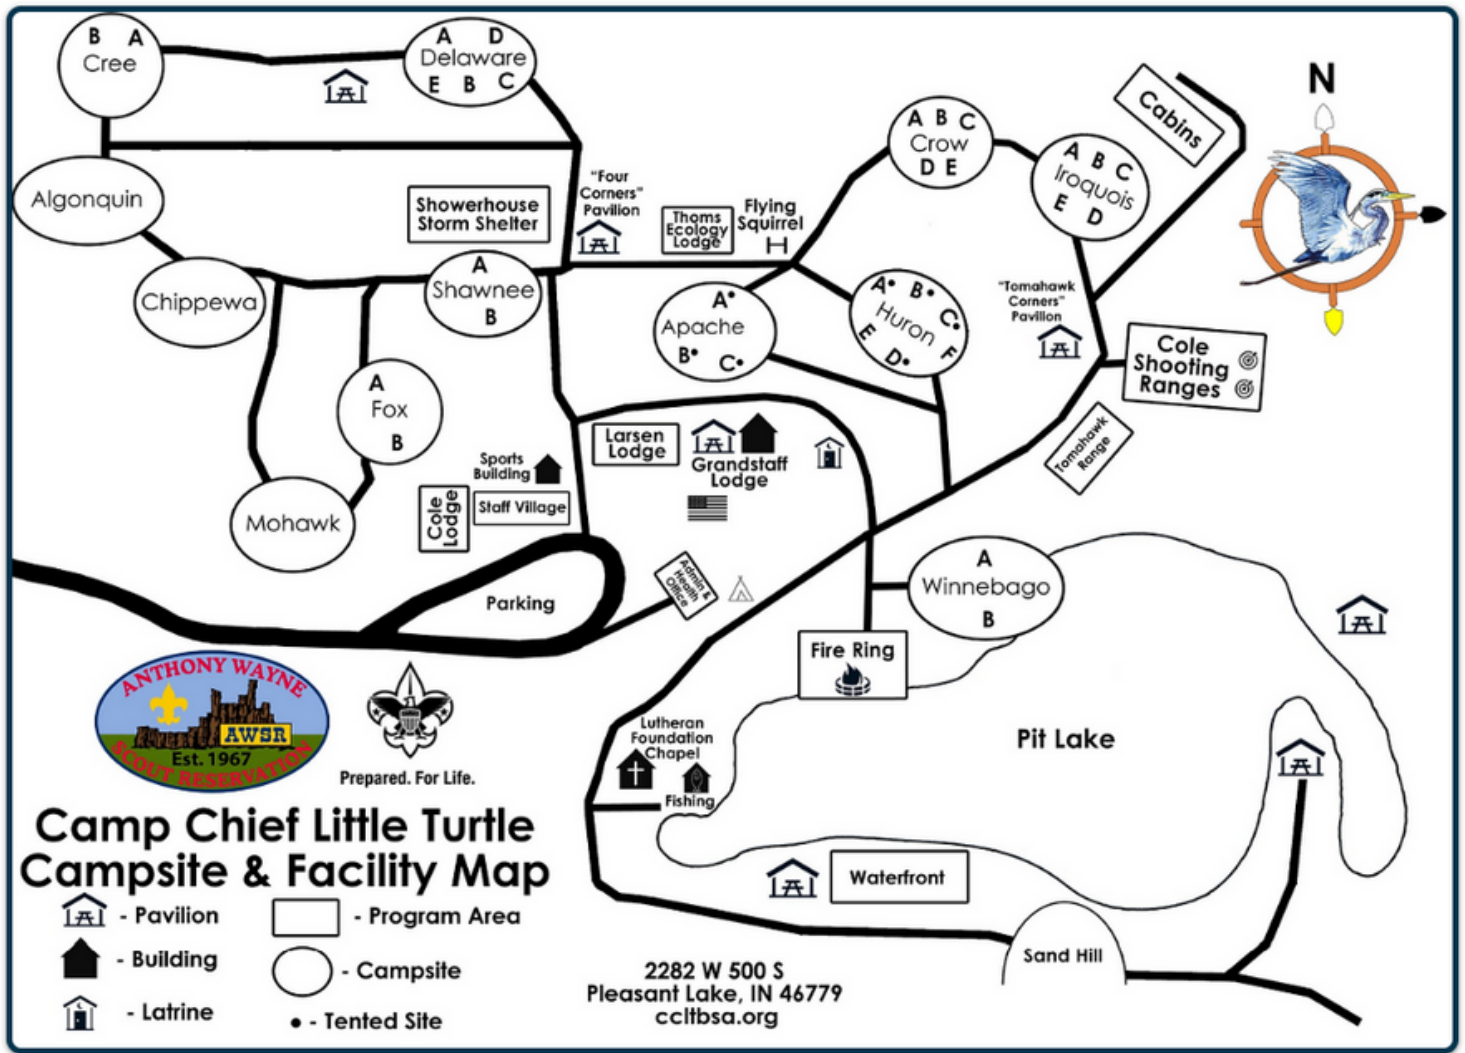 B A
Cree
A D
Delaware
E B C
Algonquin
Chippewa
Showerhouse
Storm Shelter
"Four
Corners"
Pavilion
Thoms
Ecology
Lodge
Flying
Squirrel
A B C
Crow
D E
A B C
Iroquois
E D
Cabins
N
A
Shawnee
B
A
Apache
B C
A B C
Huron
E D F
"Tomahawk
Corners"
Pavilion
Cole
Shooting
Ranges
Tomahawk
Range
A
Fox
B
Mohawk
Sports
Building
Cole
Lodge
Staff Village
Larsen
Lodge
Grandstaff
Lodge
Parking
Admin &
Health
Office
A
Winnebago
B
Fire Ring
Pit Lake
Lutheran
Foundation
Chapel
Fishing
Waterfront
Sand Hill
ANTHONY WAYNE
AWSR
Est. 1967
SCOUT RESERVATION
Prepared. For Life.
Camp Chief Little Turtle
Campsite & Facility Map
- Pavilion
- Program Area
- Building
- Campsite
- Latrine
• - Tented Site
2282 W 500 S
Pleasant Lake, IN 46779
ccltbsa.org